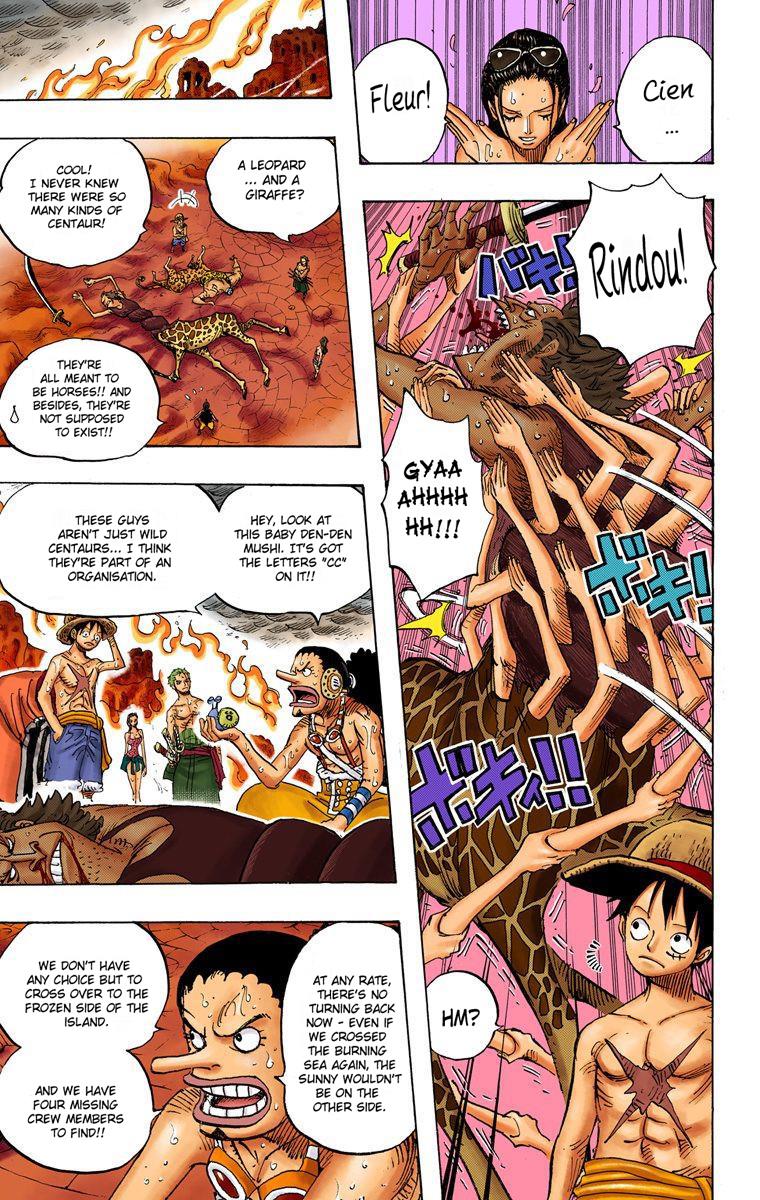 Cien
...
Fleur!
Rindou!
バキ!
GYAA
AHHHH
HH!!!
ボキ!
ボキィ!!
HM?
A LEOPARD
... AND A
GIRAFFE?
COOL!
I NEVER KNEW
THERE WERE SO
MANY KINDS OF
CENTAUR!
THEY'RE
ALL MEANT TO
BE HORSES!! AND
BESIDES, THEY'RE
NOT SUPPOSED
TO EXIST!!
HEY, LOOK AT
THIS BABY DEN-DEN
MUSHI. IT'S GOT
THE LETTERS "CC"
ON IT!!
THESE GUYS
AREN'T JUST WILD
CENTAURS... I THINK
THEY'RE PART OF AN
ORGANISATION.
AT ANY RATE,
THERE'S NO
TURNING BACK
NOW - EVEN IF
WE CROSSED
THE BURNING
SEA AGAIN, THE
SUNNY WOULDN'T
BE ON THE
OTHER SIDE.
WE DON'T HAVE
ANY CHOICE BUT TO
CROSS OVER TO THE
FROZEN SIDE OF THE
ISLAND.
AND WE HAVE
FOUR MISSING
CREW MEMBERS
TO FIND!!